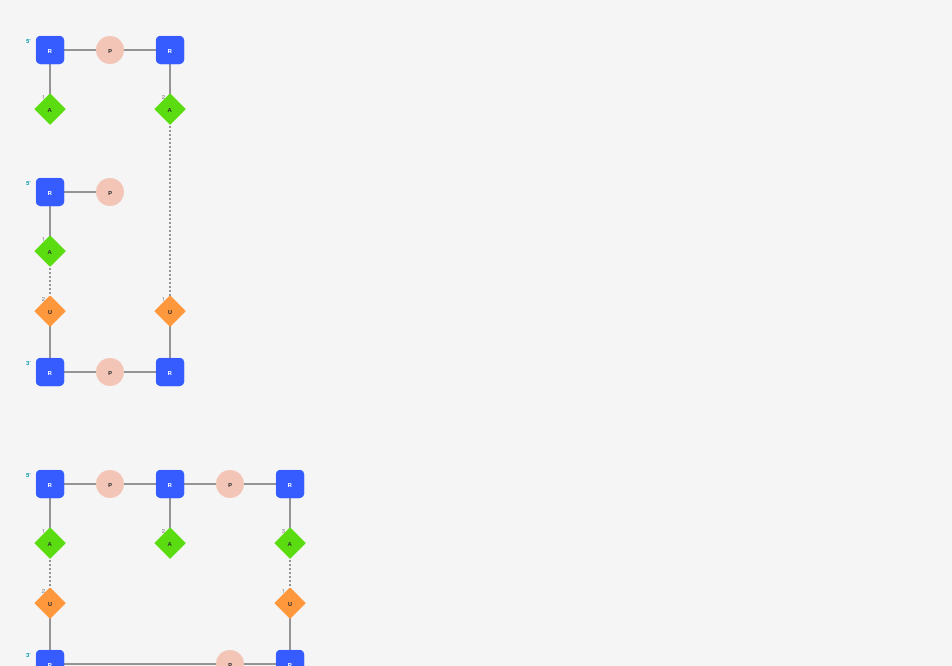 5' R P R
1 A 2 A
5' R P
1 A
2 U 1 U
3' R P R
5' R P R P R
1 A 2 A 3 A
2 U 1 U
3' R P R